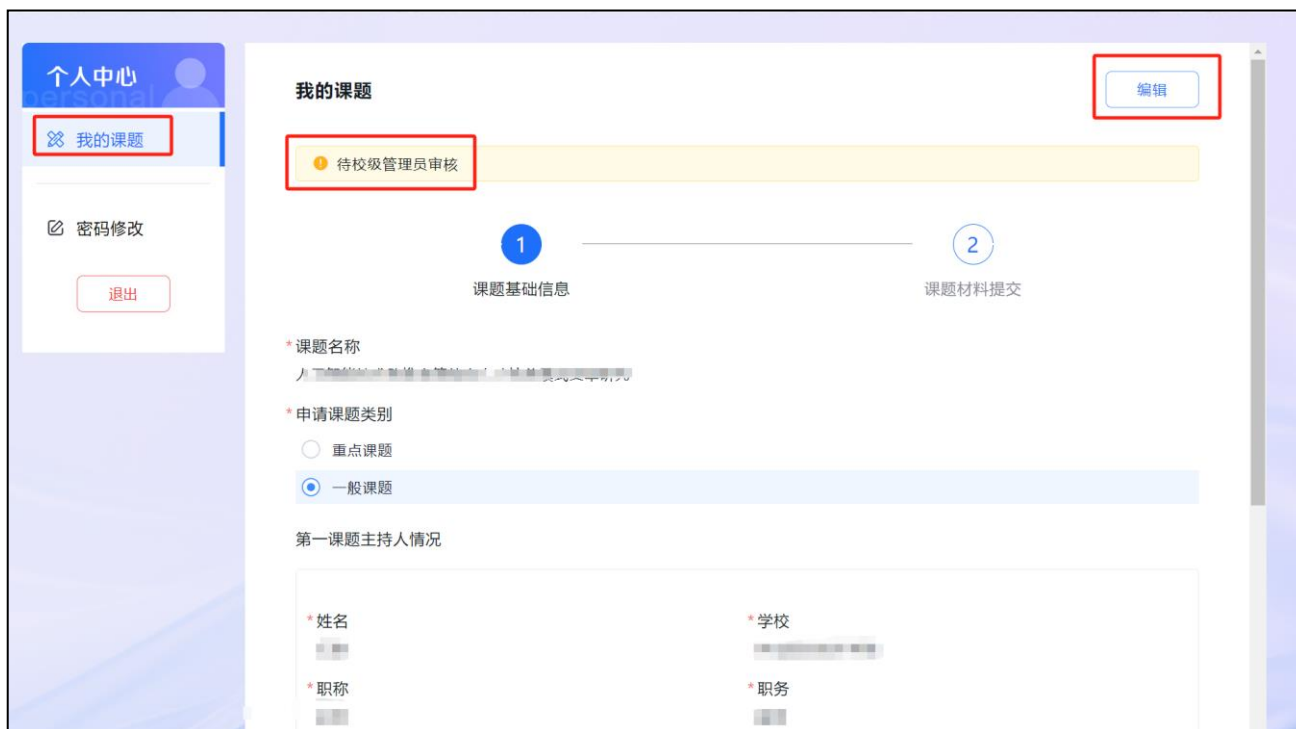 个人中心
personal
我的课题
密码修改
退出
我的课题
编辑
待校级管理员审核
1
2
课题基础信息
课题材料提交
*课题名称
*申请课题类别
重点课题
一般课题
第一课题主持人情况
*姓名
*学校
*职称
*职务